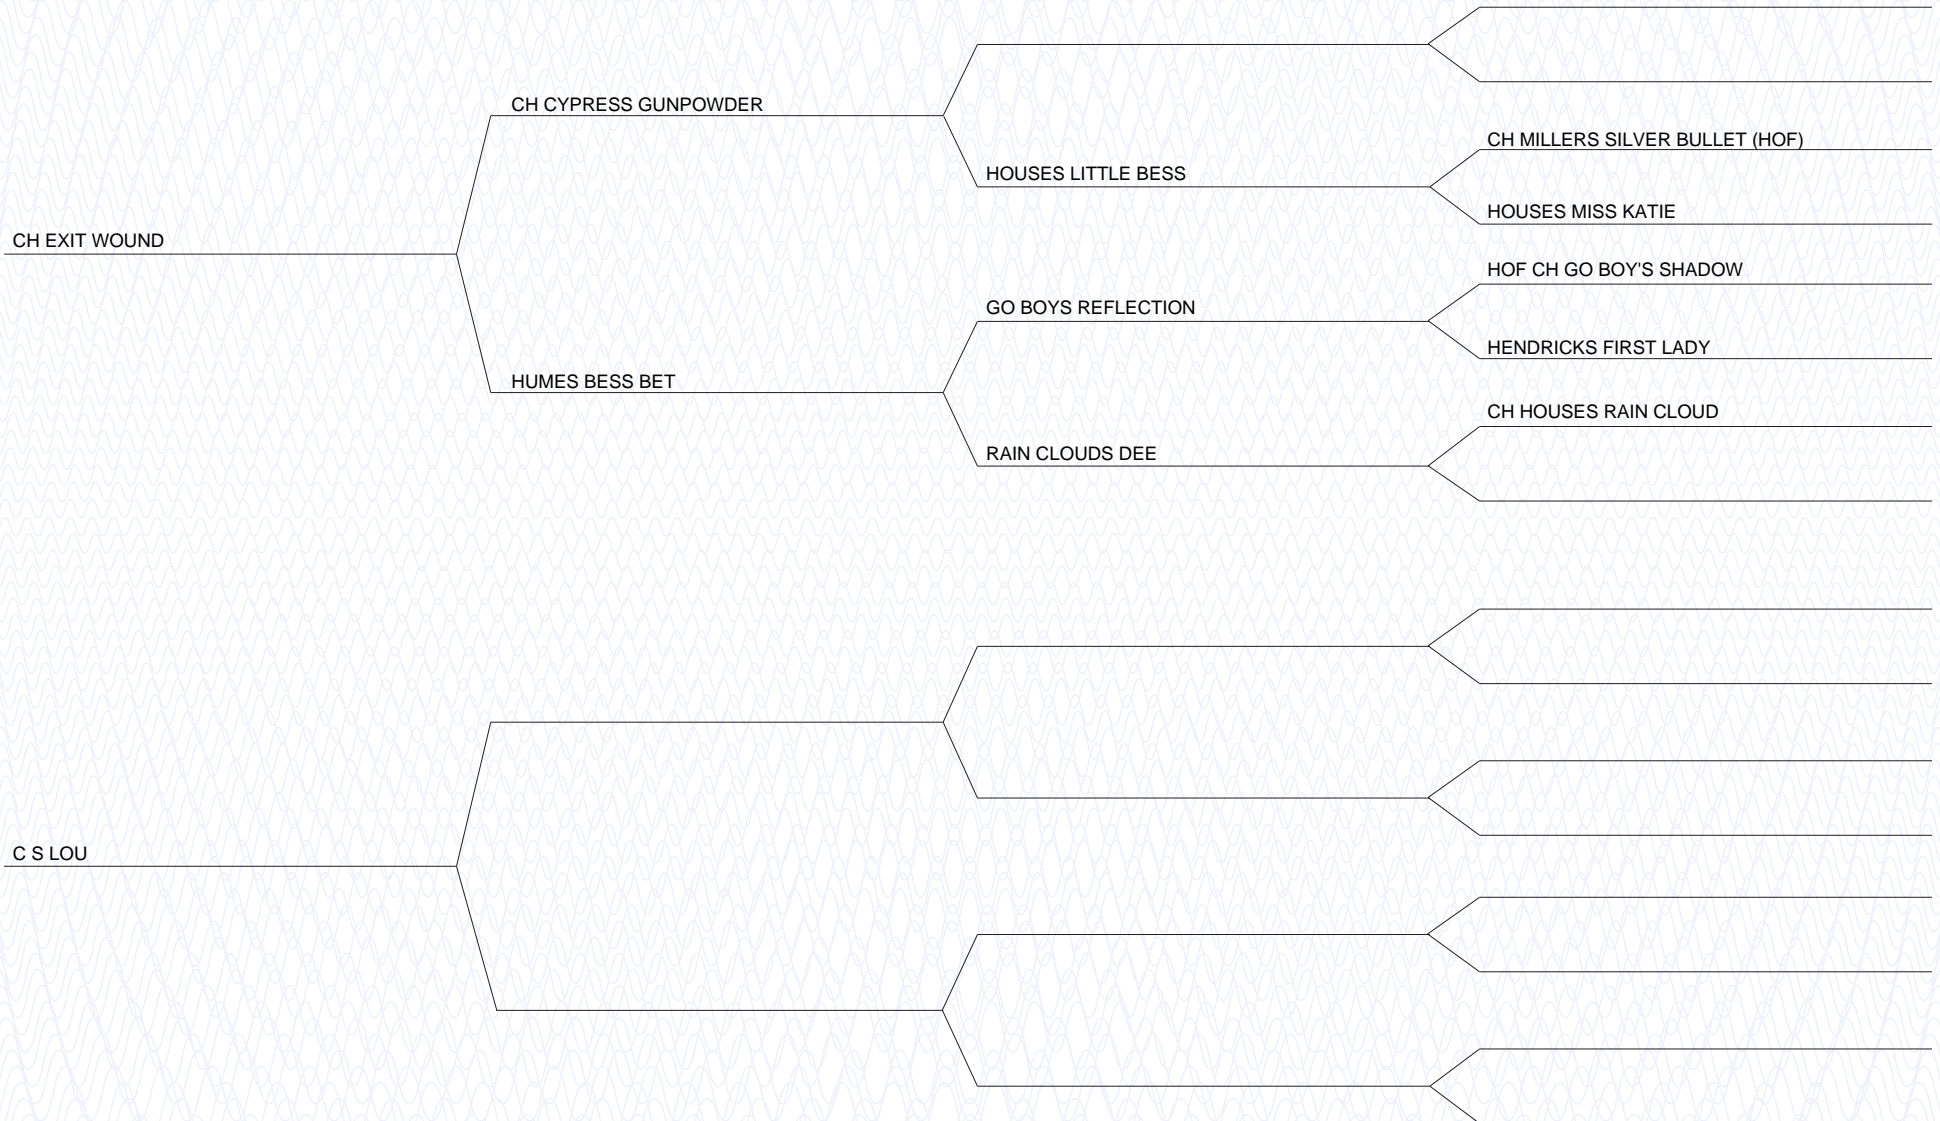 CH CYPRESS GUNPOWDER
CH MILLERS SILVER BULLET (HOF)
HOUSES LITTLE BESS
HOUSES MISS KATIE
CH EXIT WOUND
HOF CH GO BOY'S SHADOW
GO BOYS REFLECTION
HENDRICKS FIRST LADY
HUMES BESS BET
CH HOUSES RAIN CLOUD
RAIN CLOUDS DEE
C S LOU